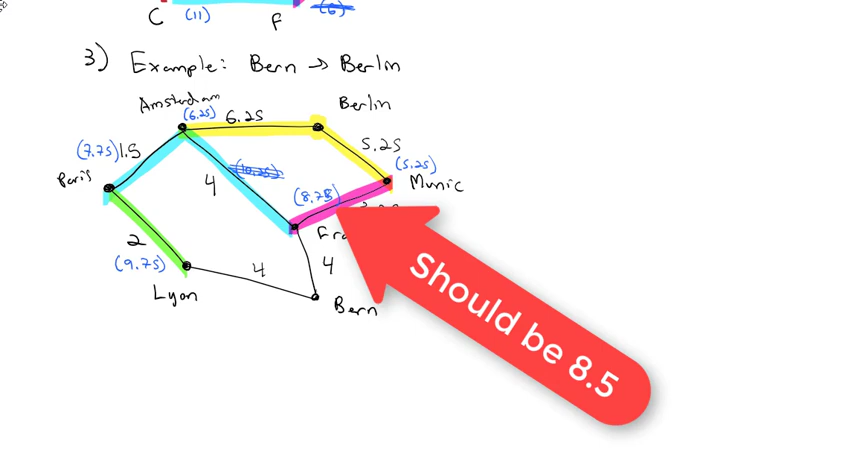 C (11) F (6)
3) Example: Bern → Berlin
Amsterdam (6.25) 6.25 Berlin
(7.75) 1.5 5.25 (5.25)
Paris 4 (10.25) (8.75) Munic
2
(9.75) 4 4
Lyon Bern
Should be 8.5